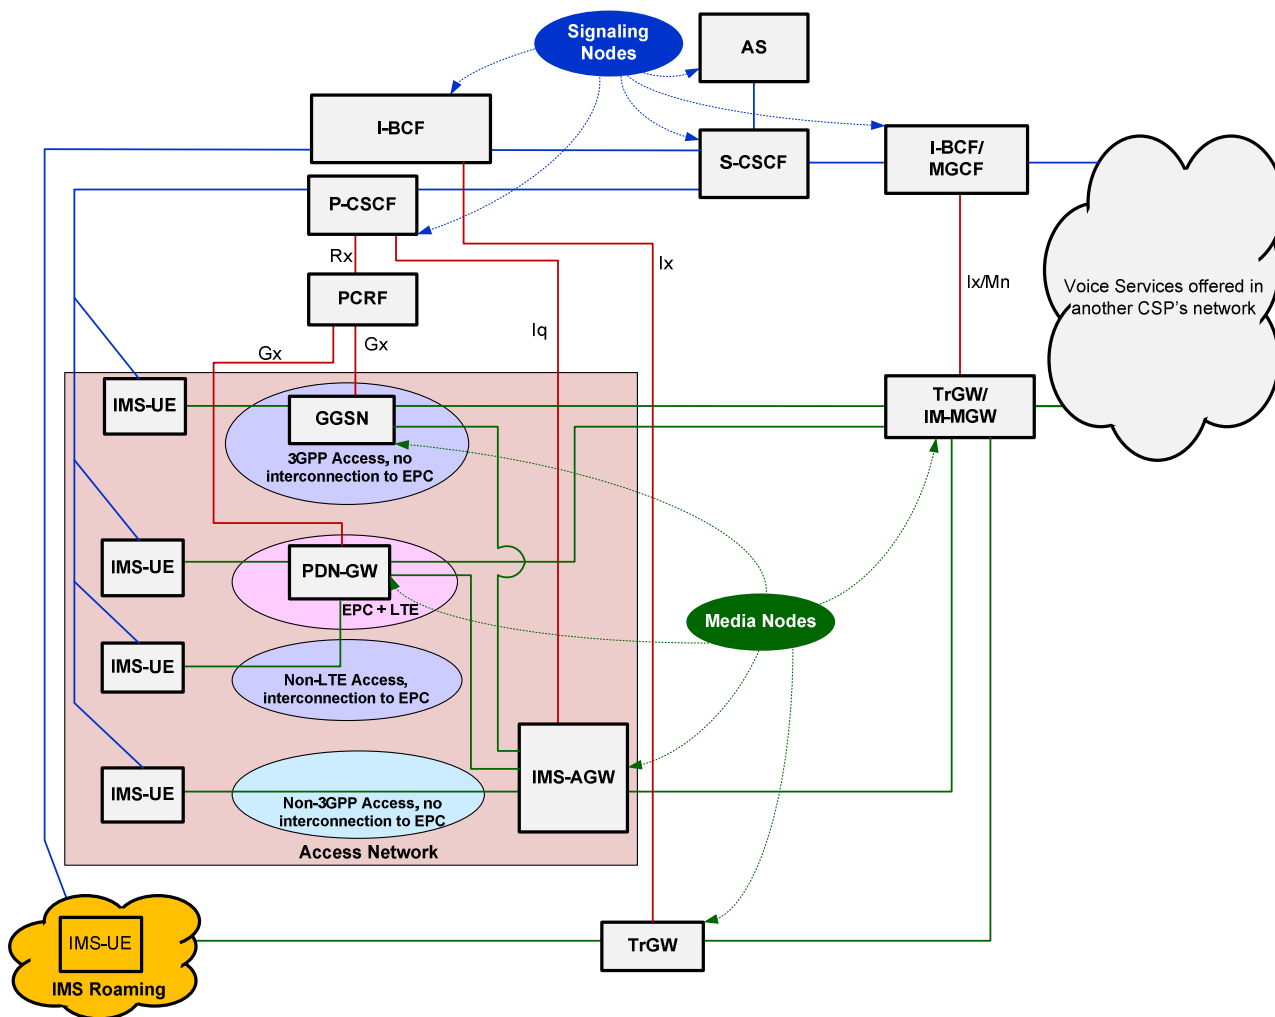 Signaling
Nodes
AS
I-BCF
S-CSCF
I-BCF/
MGCF
P-CSCF
Rx
Ix
Ix/Mn
Voice Services offered in
another CSP's network
PCRF
Iq
Gx
Gx
IMS-UE
GGSN
TrGW/
IM-MGW
3GPP Access, no
interconnection to EPC
IMS-UE
PDN-GW
EPC + LTE
Media Nodes
IMS-UE
Non-LTE Access,
interconnection to EPC
IMS-AGW
IMS-UE
Non-3GPP Access, no
interconnection to EPC
Access Network
IMS-UE
TrGW
IMS Roaming